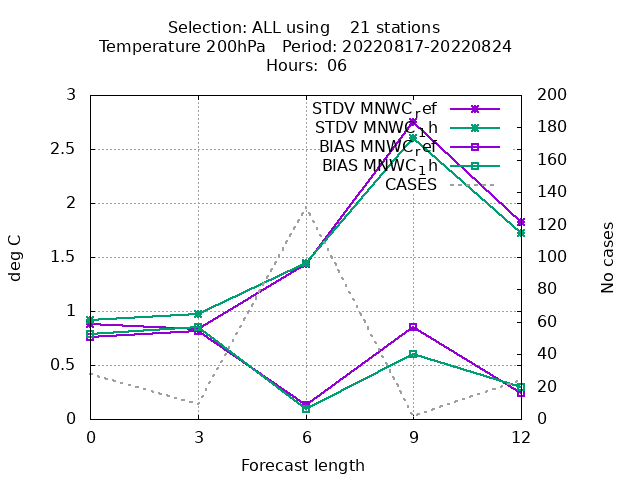 Selection: ALL using    21 stations
Temperature 200hPa   Period: 20220817-20220824
Hours: 06
3
2.5
2
1.5
1
0.5
0
200
180
160
140
120
100
80
60
40
20
0
STDV MNWC_ref
STDV MNWC_1h
BIAS MNWC_ref
BIAS MNWC_1h
CASES
deg C
No cases
0 3 6 9 12
Forecast length